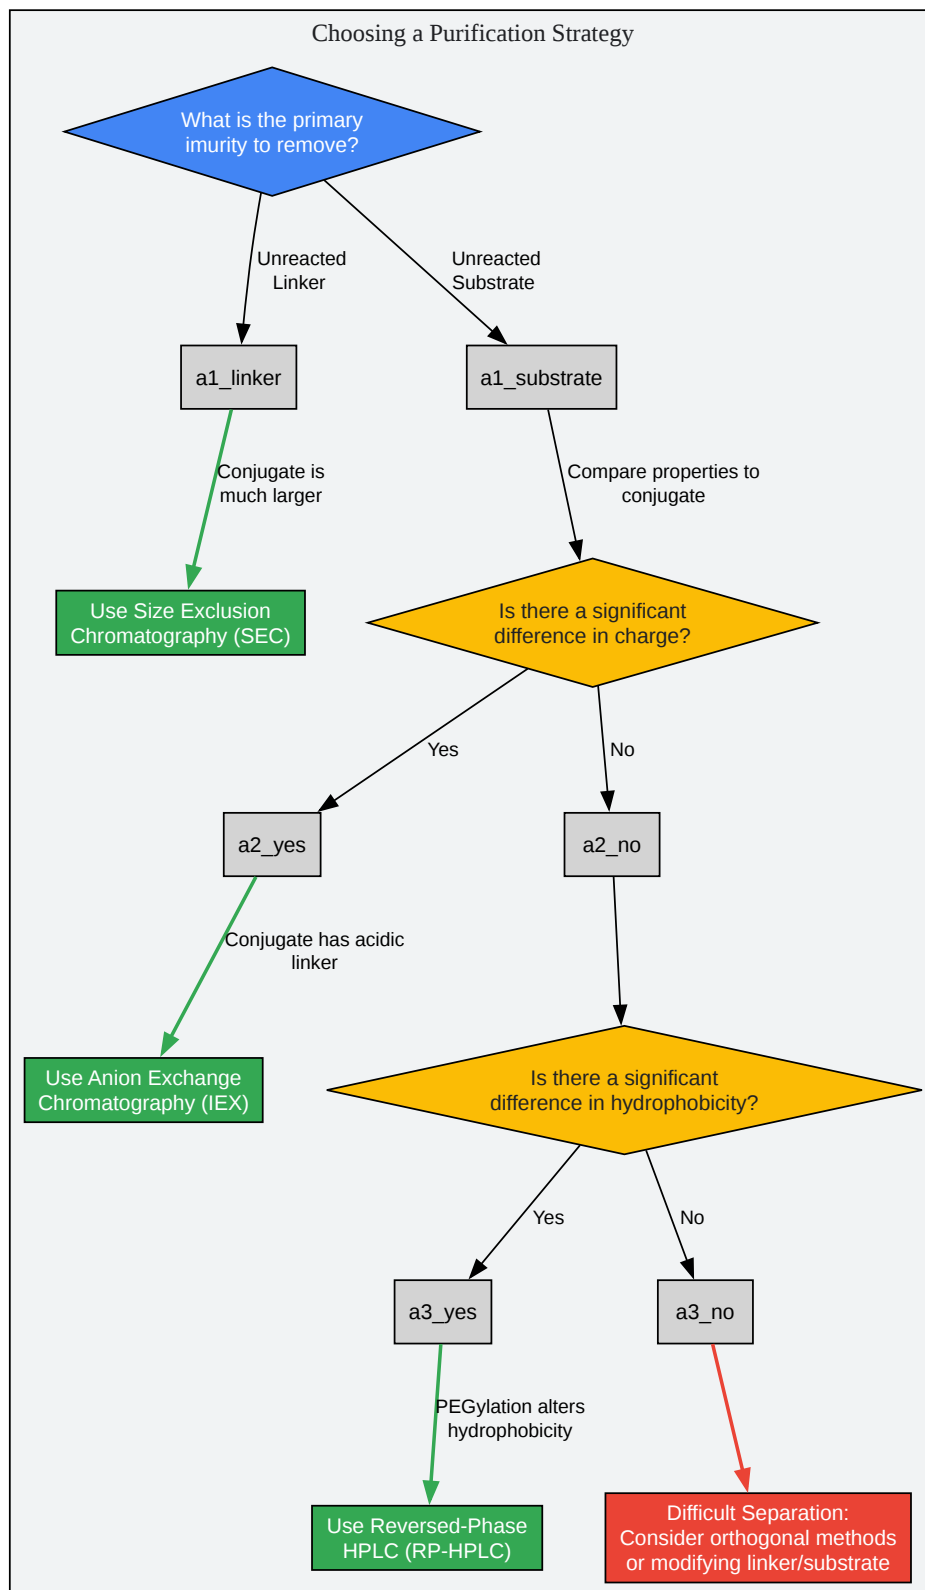 Choosing a Purification Strategy
What is the primary
imurity to remove?
Unreacted
Linker
Unreacted
Substrate
a1_linker
a1_substrate
Conjugate is
much larger
Compare properties to
conjugate
Use Size Exclusion
Chromatography (SEC)
Is there a significant
difference in charge?
Yes
No
a2_yes
a2_no
Conjugate has acidic
linker
Use Anion Exchange
Chromatography (IEX)
Is there a significant
difference in hydrophobicity?
Yes
No
a3_yes
a3_no
PEGylation alters
hydrophobicity
Use Reversed-Phase
HPLC (RP-HPLC)
Difficult Separation:
Consider orthogonal methods
or modifying linker/substrate